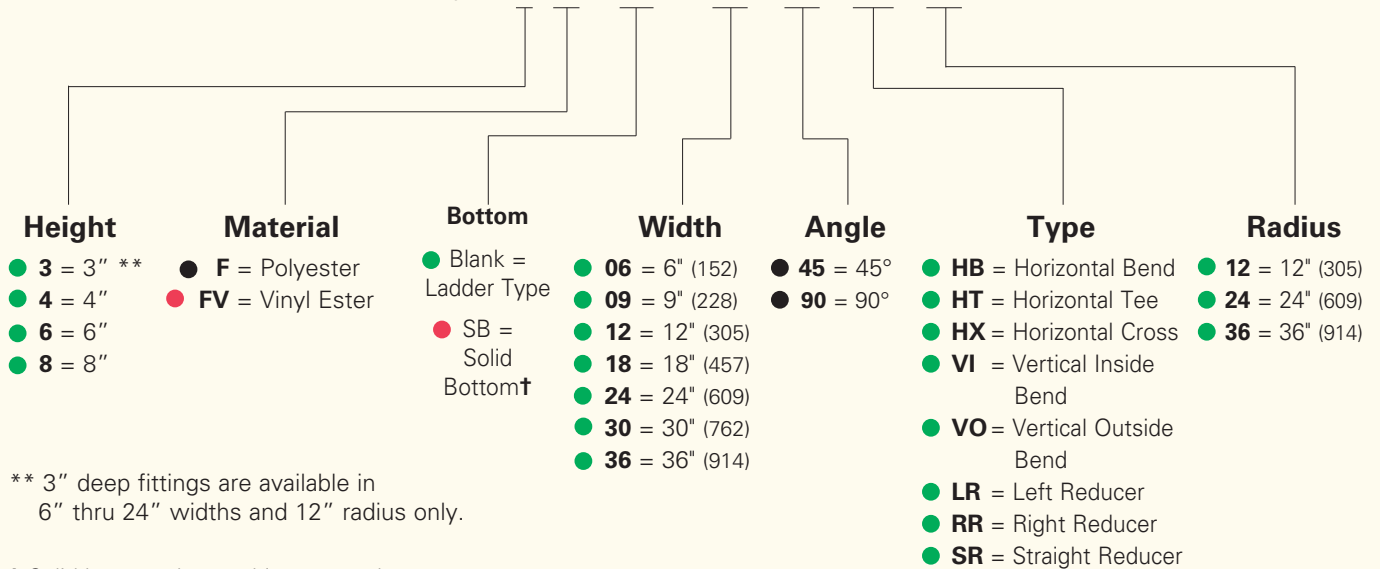 Height
3 = 3” **
4 = 4”
6 = 6”
8 = 8”
Material
F = Polyester
FV = Vinyl Ester
Bottom
Blank =
Ladder Type
SB =
Solid
Bottom†
Width
06 = 6" (152)
09 = 9" (228)
12 = 12" (305)
18 = 18" (457)
24 = 24" (609)
30 = 30" (762)
36 = 36" (914)
Angle
45 = 45°
90 = 90°
Type
HB = Horizontal Bend
HT = Horizontal Tee
HX = Horizontal Cross
VI = Vertical Inside
Bend
VO = Vertical Outside
Bend
LR = Left Reducer
RR = Right Reducer
SR = Straight Reducer
Radius
12 = 12" (305)
24 = 24" (609)
36 = 36" (914)
** 3” deep fittings are available in
6” thru 24” widths and 12” radius only.